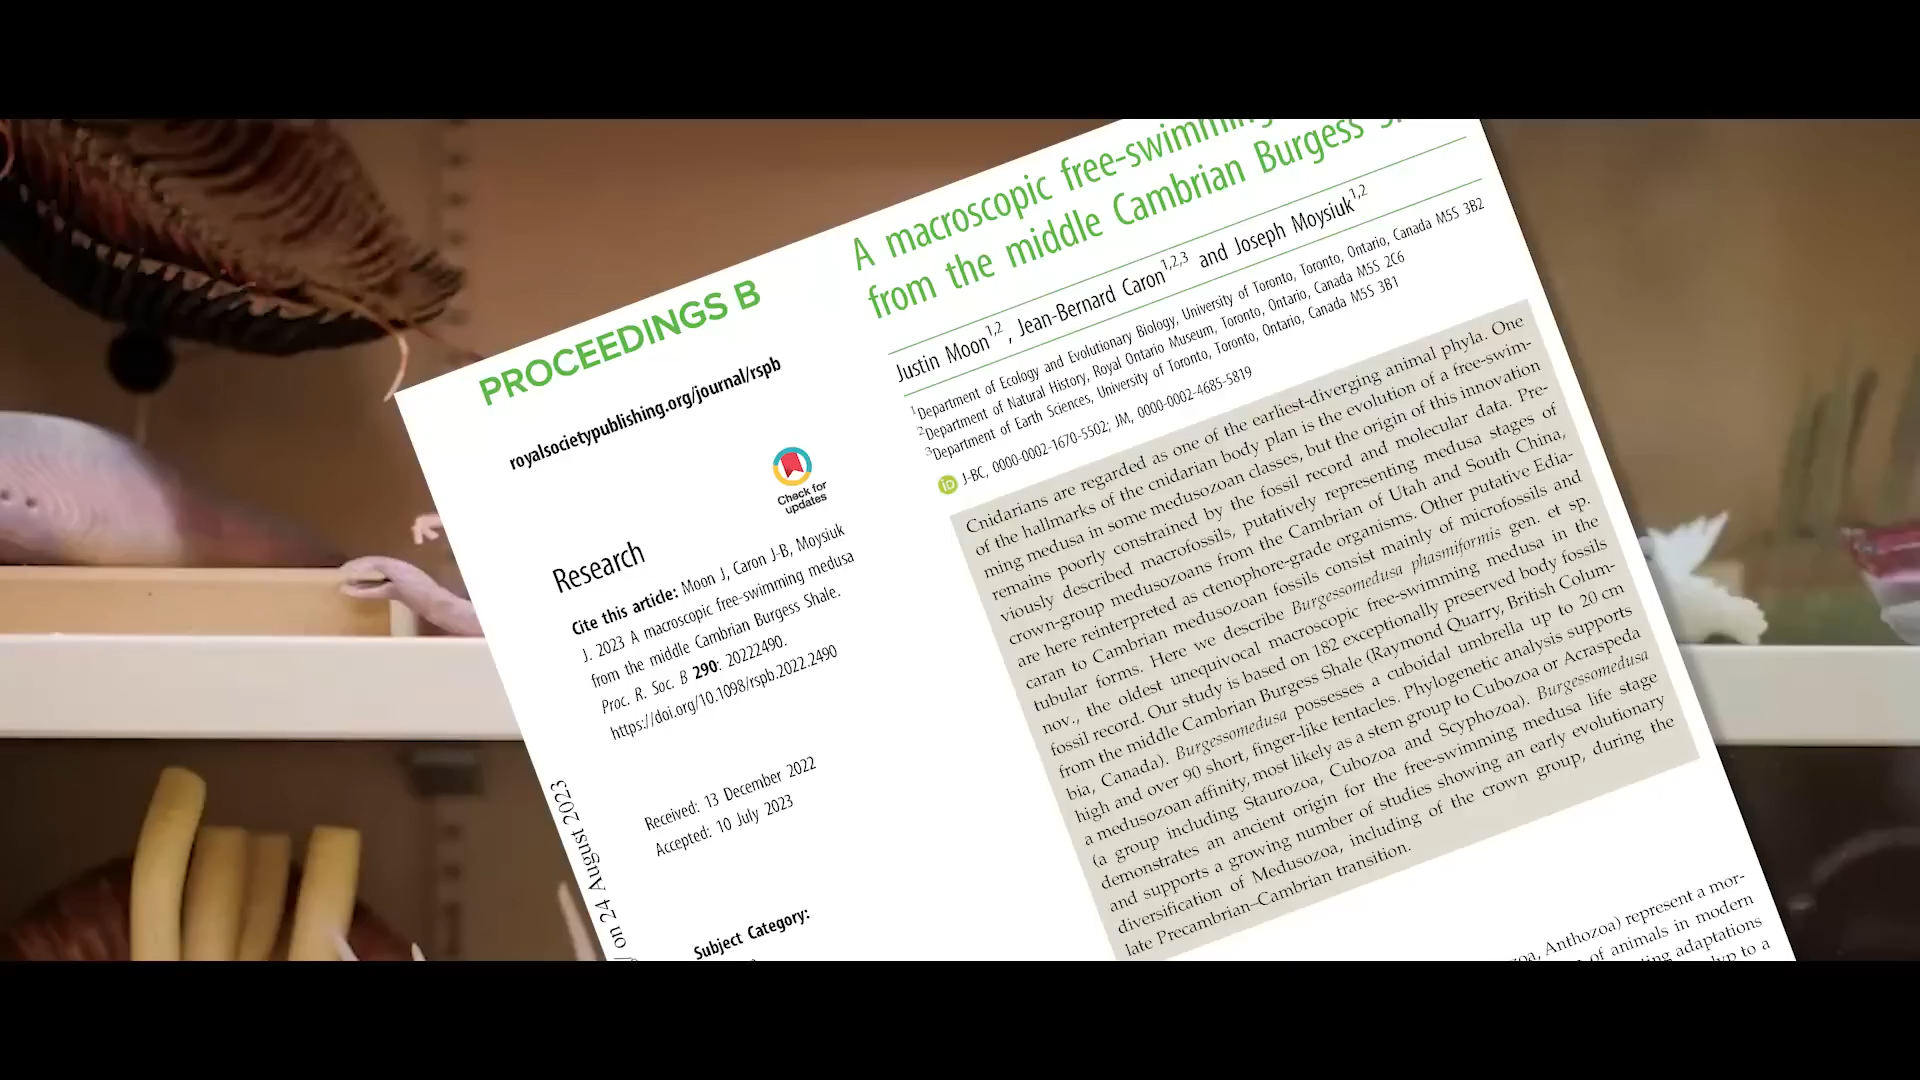 PROCEEDINGS B
royalsocietypublishing.org/journal/rspb
Check for
updates
Research
Cite this article: Moon J, Caron J-B, Moysiuk
J. 2023 A macroscopic free-swimming medusa
from the middle Cambrian Burgess Shale.
Proc. R. Soc. B 290: 20222490.
https://doi.org/10.1098/rspb.2022.2490
Received: 13 December 2022
Accepted: 10 July 2023
Subject Category:
on 24 August 2023
A macroscopic free-swimming
from the middle Cambrian Burgess
Justin Moon1,2, Jean-Bernard Caron1,2,3 and Joseph Moysiuk1,2
1Department of Ecology and Evolutionary Biology, University of Toronto, Toronto, Ontario, Canada M5S 3B2
2Department of Natural History, Royal Ontario Museum, Toronto, Ontario, Canada M5S 2C6
3Department of Earth Sciences, University of Toronto, Toronto, Ontario, Canada M5S 3B1
iD J-BC, 0000-0002-1670-5502; JM, 0000-0002-4685-5819
Cnidarians are regarded as one of the earliest-diverging animal phyla. One
of the hallmarks of the cnidarian body plan is the evolution of a free-swim-
ming medusa in some medusozoan classes, but the origin of this innovation
remains poorly constrained by the fossil record and molecular data. Pre-
viously described macrofossils, putatively representing medusa stages of
crown-group medusozoans from the Cambrian of Utah and South China,
are here reinterpreted as ctenophore-grade organisms. Other putative Edia-
caran to Cambrian medusozoan fossils consist mainly of microfossils and
tubular forms. Here we describe Burgessomedusa phasmiformis gen. et sp.
nov., the oldest unequivocal macroscopic free-swimming medusa in the
fossil record. Our study is based on 182 exceptionally preserved body fossils
from the middle Cambrian Burgess Shale (Raymond Quarry, British Colum-
bia, Canada). Burgessomedusa possesses a cuboidal umbrella up to 20 cm
high and over 90 short, finger-like tentacles. Phylogenetic analysis supports
a medusozoan affinity, most likely as a stem group to Cubozoa or Acraspeda
(a group including Staurozoa, Cubozoa and Scyphozoa). Burgessomedusa
demonstrates an ancient origin for the free-swimming medusa life stage
and supports a growing number of studies showing an early evolutionary
diversification of Medusozoa, including of the crown group, during the
late Precambrian–Cambrian transition.
Anthozoa) represent a mor-
of animals in modern
adaptations
to a